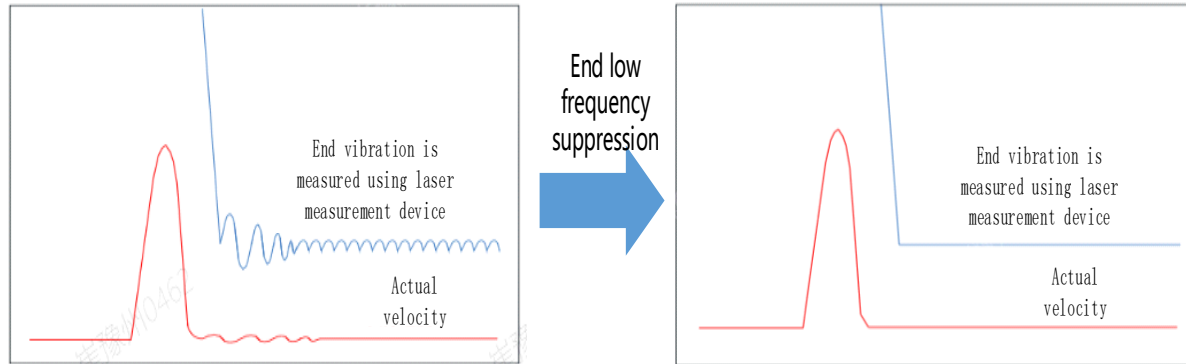 End vibration is
measured using laser
measurement device
Actual
velocity
End low
frequency
suppression
End vibration is
measured using laser
measurement device
Actual
velocity